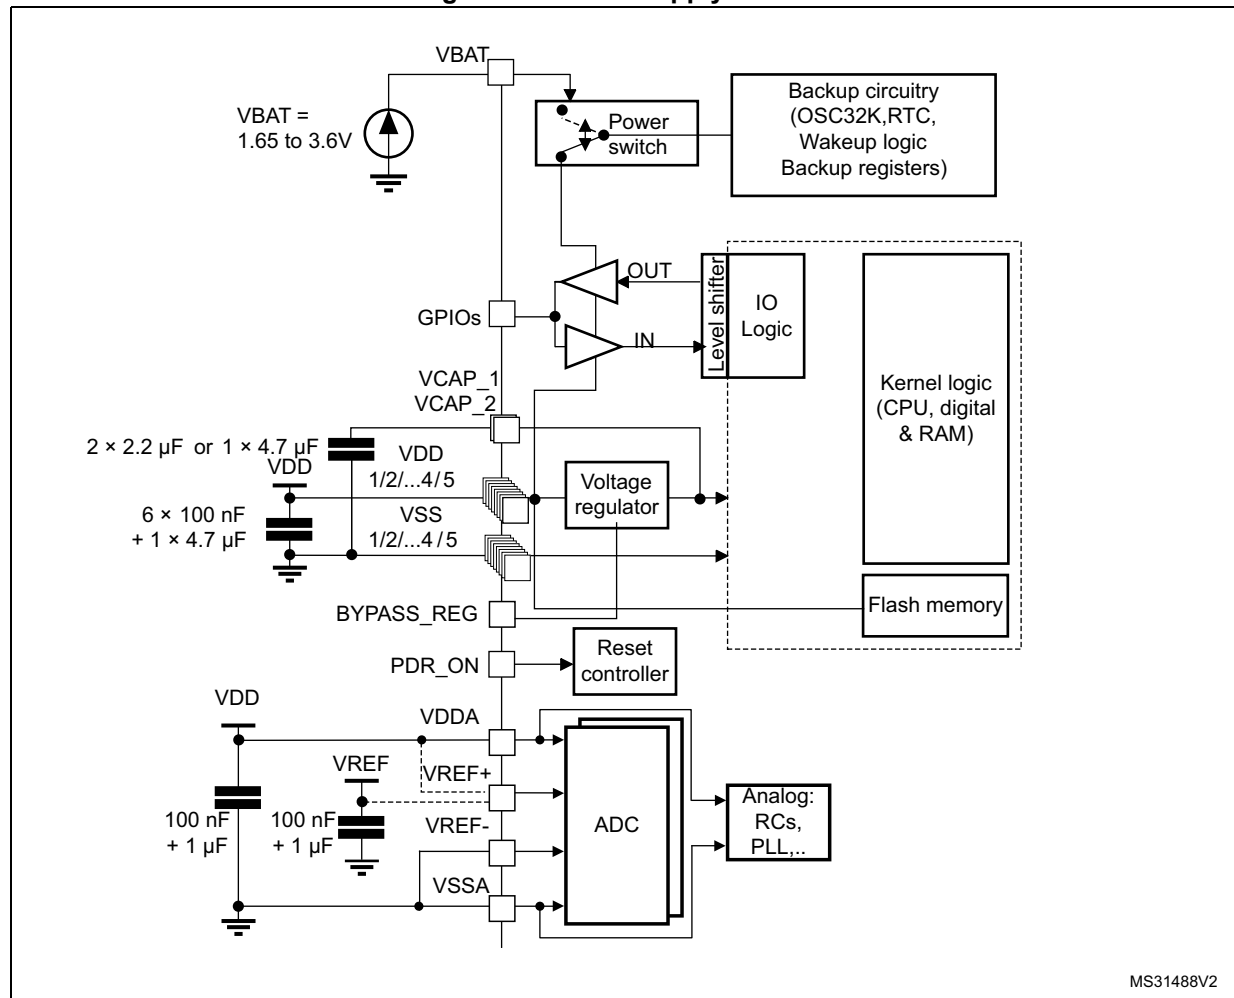 VBAT
VBAT =
1.65 to 3.6V
Power
switch
Backup circuitry
(OSC32K,RTC,
Wakeup logic
Backup registers)
OUT
GPIOs
IN
Level shifter
IO
Logic
Kernel logic
(CPU, digital
& RAM)
VCAP_1
VCAP_2
2 × 2.2 µF or 1 × 4.7 µF
VDD
VDD
1/2/...4/5
Voltage
regulator
6 × 100 nF
+ 1 × 4.7 µF
VSS
1/2/...4/5
Flash memory
BYPASS_REG
PDR_ON
Reset
controller
VDD
VDDA
VREF
VREF+
100 nF
+ 1 µF
100 nF
+ 1 µF
VREF-
ADC
Analog:
RCs,
PLL,..
VSSA
MS31488V2